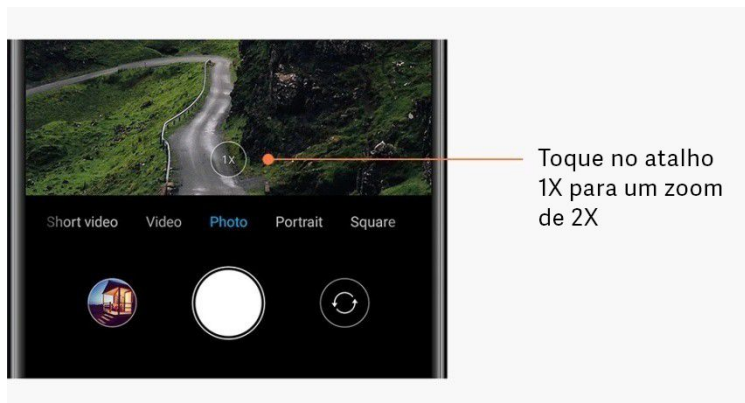 1X
Toque no atalho
1X para um zoom
de 2X
Short video Video Photo Portrait Square